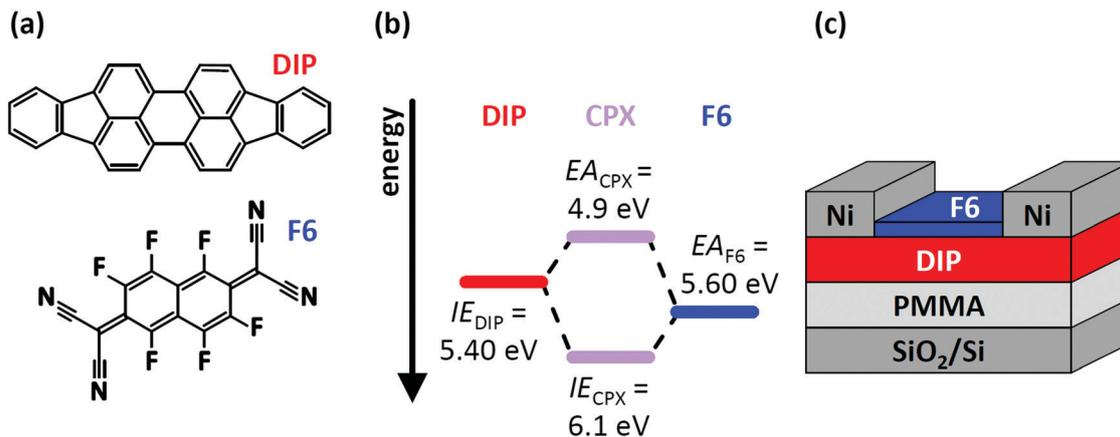 (a)
DIP
N
F6
F
F
F
N
N
F
F
F
N
(b)
energy
DIP
CPX
F6
EA_CPX =
4.9 eV
EA_F6 =
5.60 eV
IE_DIP =
5.40 eV
IE_CPX =
6.1 eV
(c)
Ni
F6
Ni
DIP
PMMA
SiO₂/Si